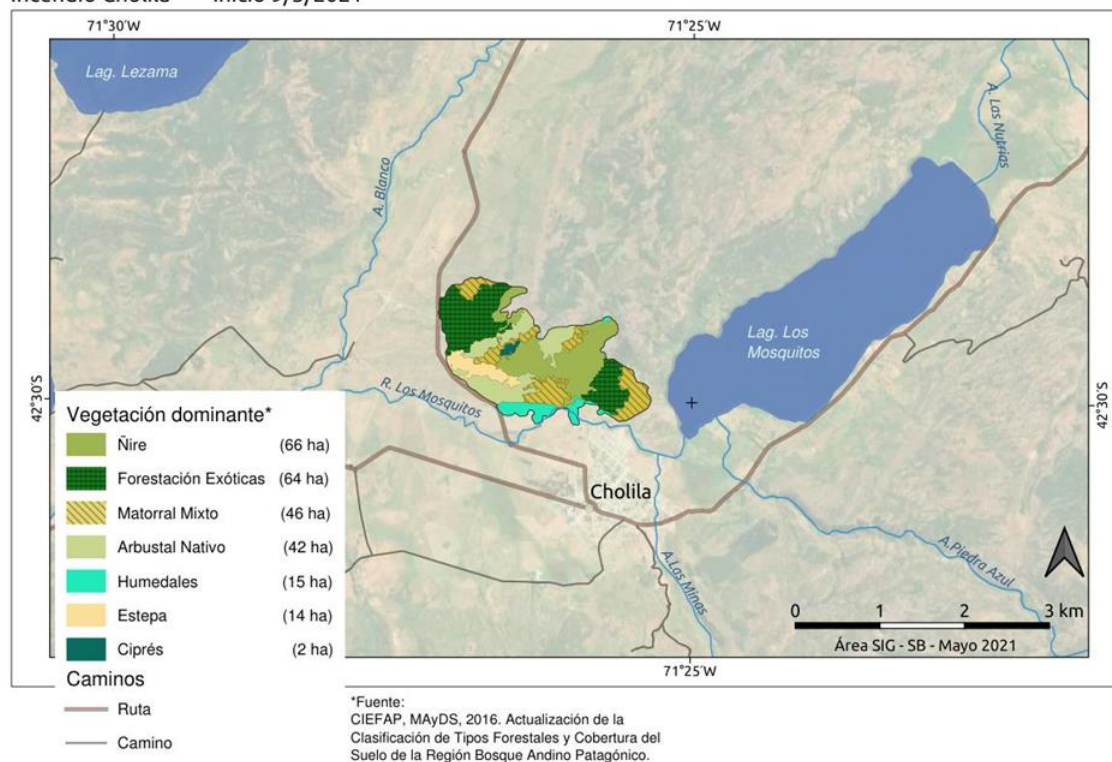 71°30′W
71°25′W
Lag. Lezama
A. Las Nutrias
A. Blanco
Lag. Los
Mosquitos
42°30′S
42°30′S
R. Los Mosquitos
Cholila
A.Piedra Azul
A.Las Minas
Vegetación dominante*
Ñire (66 ha)
Forestación Exóticas (64 ha)
Matorral Mixto (46 ha)
Arbustal Nativo (42 ha)
Humedales (15 ha)
Estepa (14 ha)
Ciprés (2 ha)
Caminos
Ruta
Camino
0 1 2 3 km
Área SIG - SB - Mayo 2021
71°25′W
*Fuente:
CIEFAP, MAyDS, 2016. Actualización de la
Clasificación de Tipos Forestales y Cobertura del
Suelo de la Región Bosque Andino Patagónico.